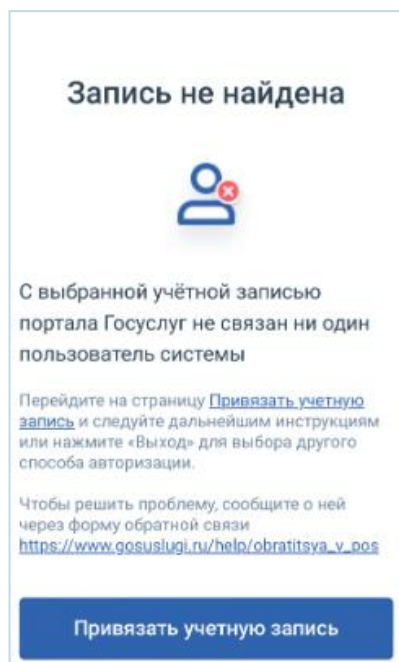 Запись не найдена
С выбранной учётной записью
портала Госуслуг не связан ни один
пользователь системы
Перейдите на страницу Привязать учетную
запись и следуйте дальнейшим инструкциям
или нажмите «Выход» для выбора другого
способа авторизации.
Чтобы решить проблему, сообщите о ней
через форму обратной связи
https://www.gosuslugi.ru/help/obratitsya_v_pos
Привязать учетную запись